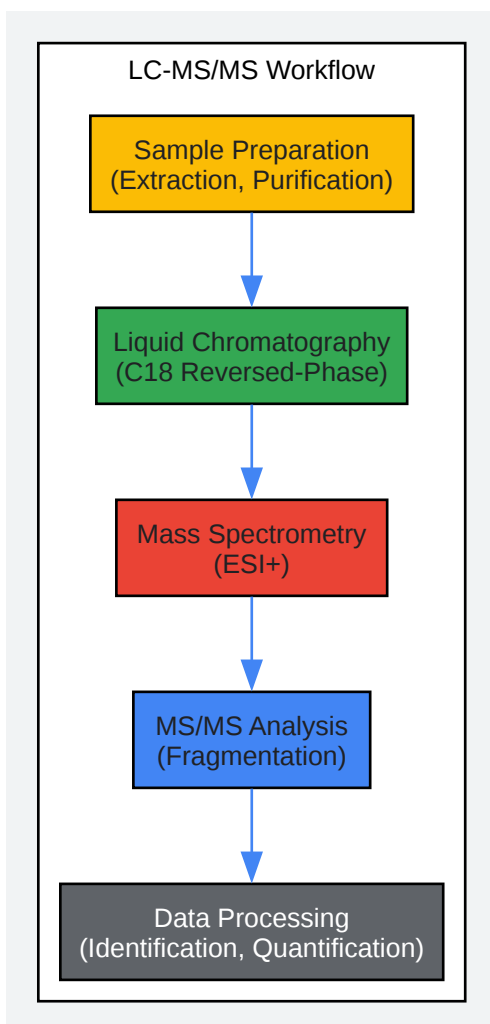 LC-MS/MS Workflow
Sample Preparation
(Extraction, Purification)
Liquid Chromatography
(C18 Reversed-Phase)
Mass Spectrometry
(ESI+)
MS/MS Analysis
(Fragmentation)
Data Processing
(Identification, Quantification)